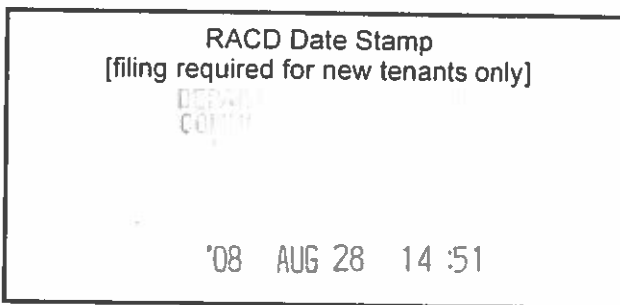 RACD Date Stamp
[filing required for new tenants only]
'08 AUG 28 14:51